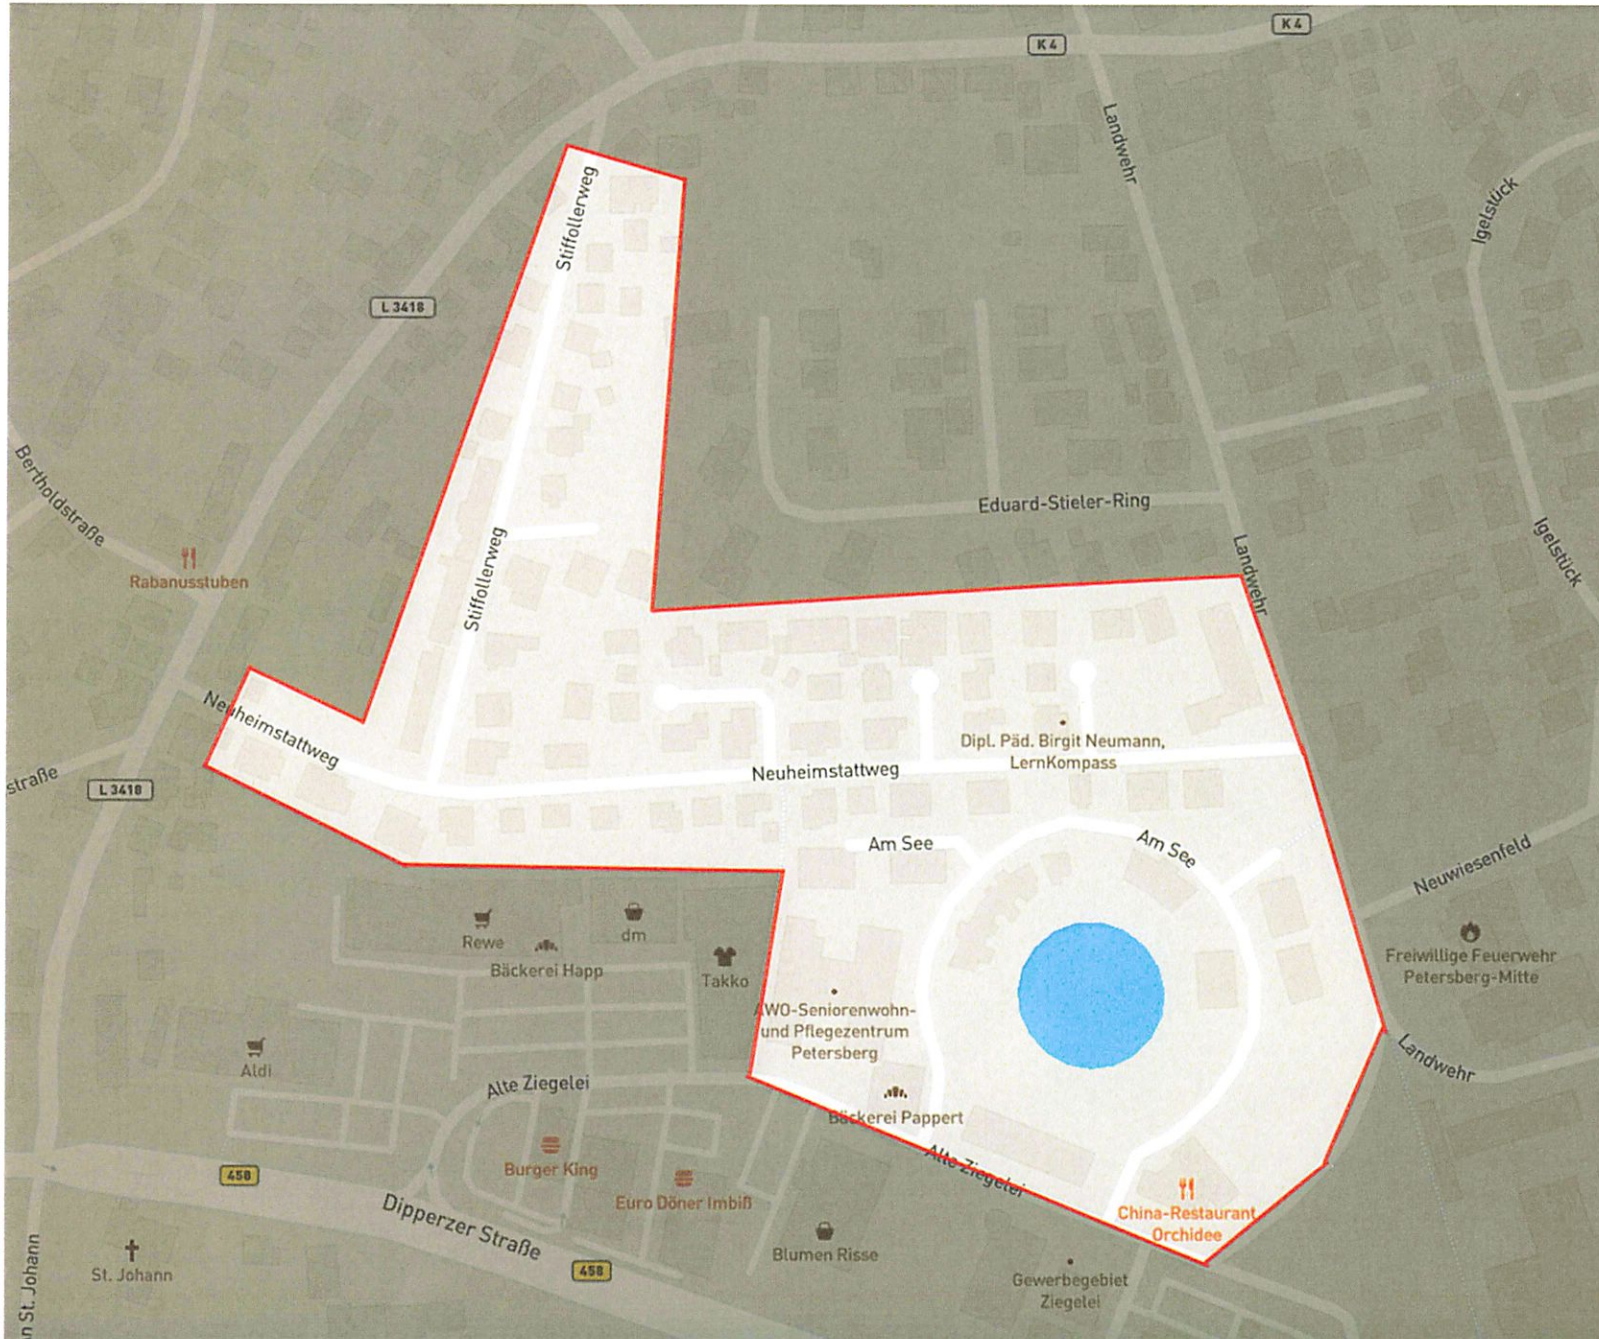 K 4
K 4
Landwehr
Igelstück
Stiffollerweg
L 3418
Bertholdstraße
Eduard-Stieler-Ring
Igelstück
Landwehr
Rabanusstuben
Stiffollerweg
Neuheimstattweg
Dipl. Päd. Birgit Neumann,
LernKompass
Neuheimstattweg
straße
L 3418
Am See
Am See
Neuwiesenfeld
Rewe
dm
Bäckerei Happ
Takko
Freiwillige Feuerwehr
Petersberg-Mitte
AWO-Seniorenwohn-
und Pflegezentrum
Petersberg
Aldi
Landwehr
Alte Ziegelei
Bäckerei Pappert
Alte Ziegelei
Burger King
458
Euro Döner Imbiß
Dipperzer Straße
China-Restaurant
Orchidee
Blumen Risse
St. Johann
458
Gewerbegebiet
Ziegelei
n St. Johann